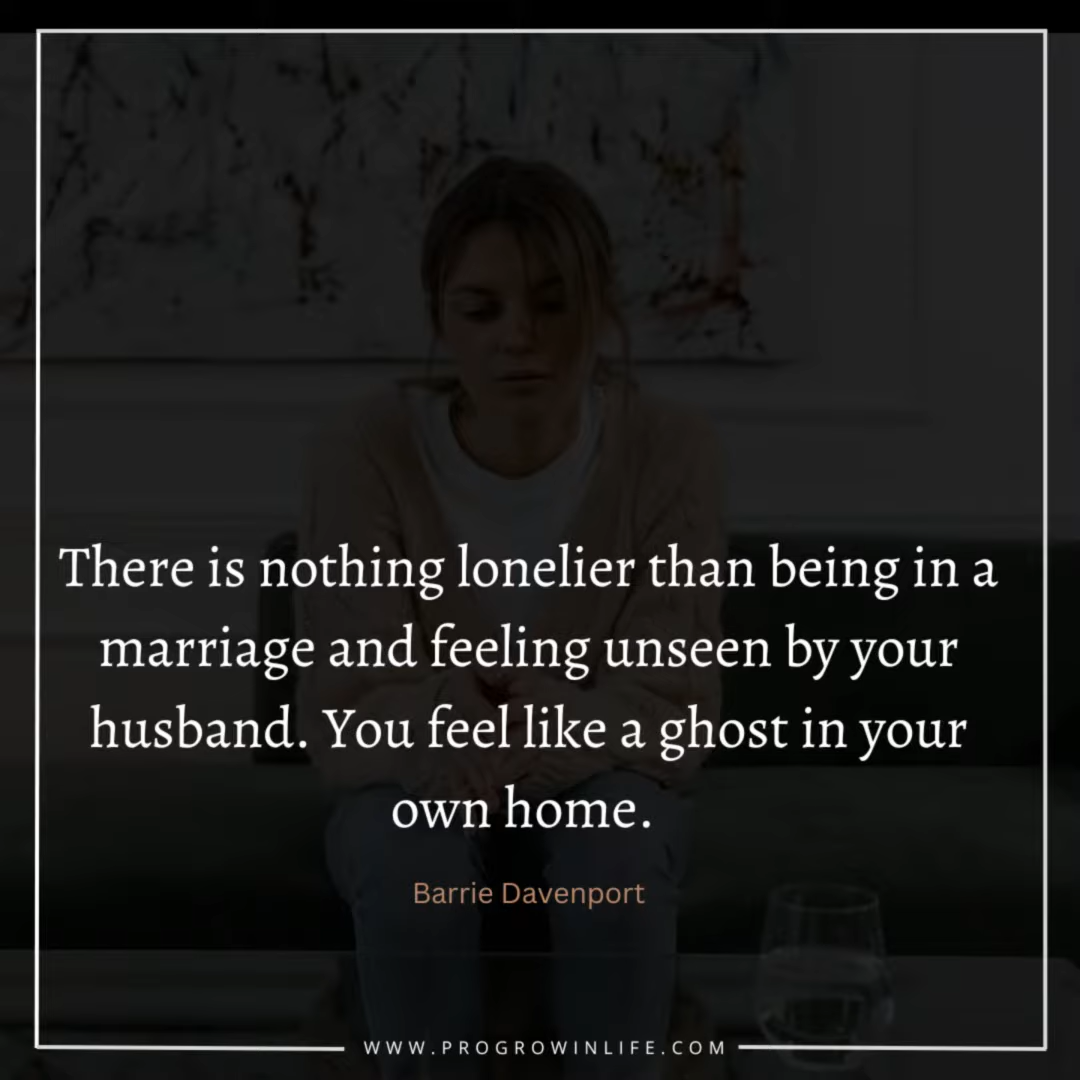 There is nothing lonelier than being in a
marriage and feeling unseen by your
husband. You feel like a ghost in your
own home.
Barrie Davenport
WWW.PROGROWINLIFE.COM